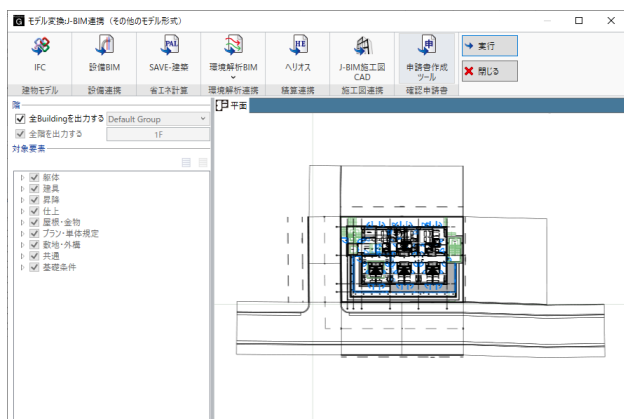 G モデル変換:J-BIM連携 (その他のモデル形式)
IFC 設備BIM PAL SAVE-建築 環境解析BIM HE ヘリオス J-BIM施工図CAD 申 申請書作成ツール 実行
閉じる
建物モデル 設備連携 省エネ計算 環境解析連携 積算連携 施工図連携 確認申請書
階
全Buildingを出力する Default Group
全階を出力する 1F
対象要素
躯体
建具
昇降
仕上
屋根・金物
プラン・単体規定
敷地・外構
共通
基礎条件
平面